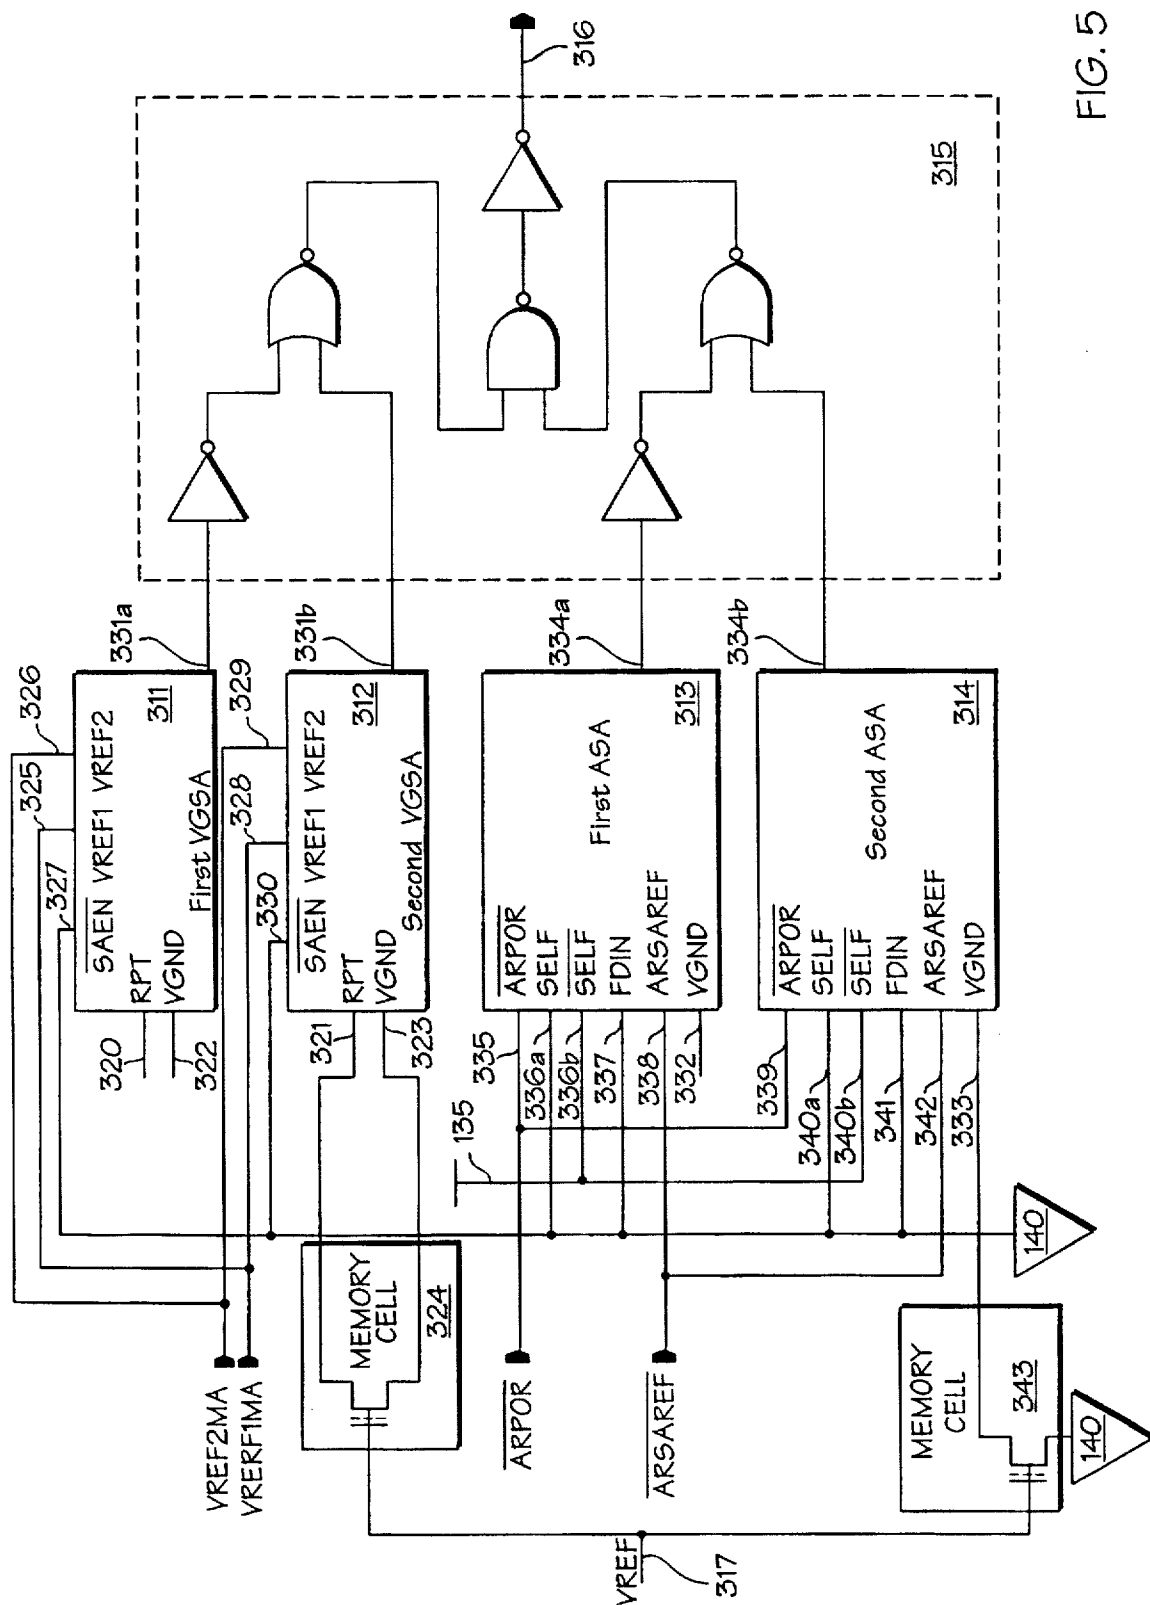 FIG. 5
316
315
326
325
327
331a
311
SAEN VREF1 VREF2
First VGSA
RPT
VGND
320
322
329
328
330
331b
312
SAEN VREF1 VREF2
Second VGSA
RPT
VGND
321
323
334a
313
First ASA
ARPOR
SELF
SELF
FDIN
ARSAREF
VGND
335
336a
336b
337
338
332
334b
314
Second ASA
ARPOR
SELF
SELF
FDIN
ARSAREF
VGND
339
340a
340b
341
342
333
135
140
VREF2MA
VERF1MA
MEMORY
CELL
324
ARPOR
ARSAREF
MEMORY
CELL
343
140
VREF
317